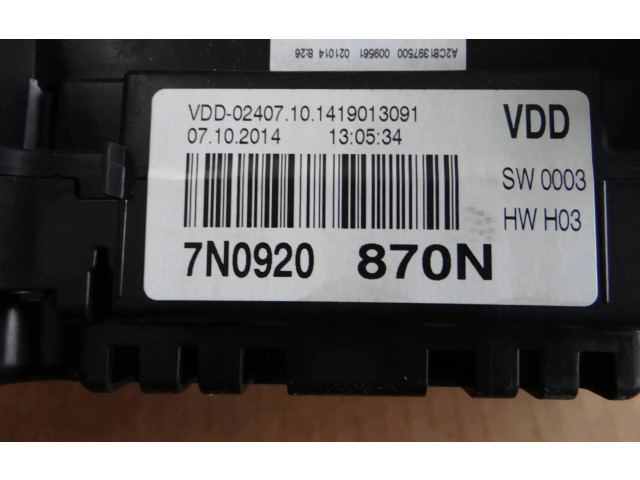 A2C81397500 009561 021014 8:26
VDD-02407.10.1419013091
07.10.2014 13:05:34
VDD
SW 0003
HW H03
7N0920 870N